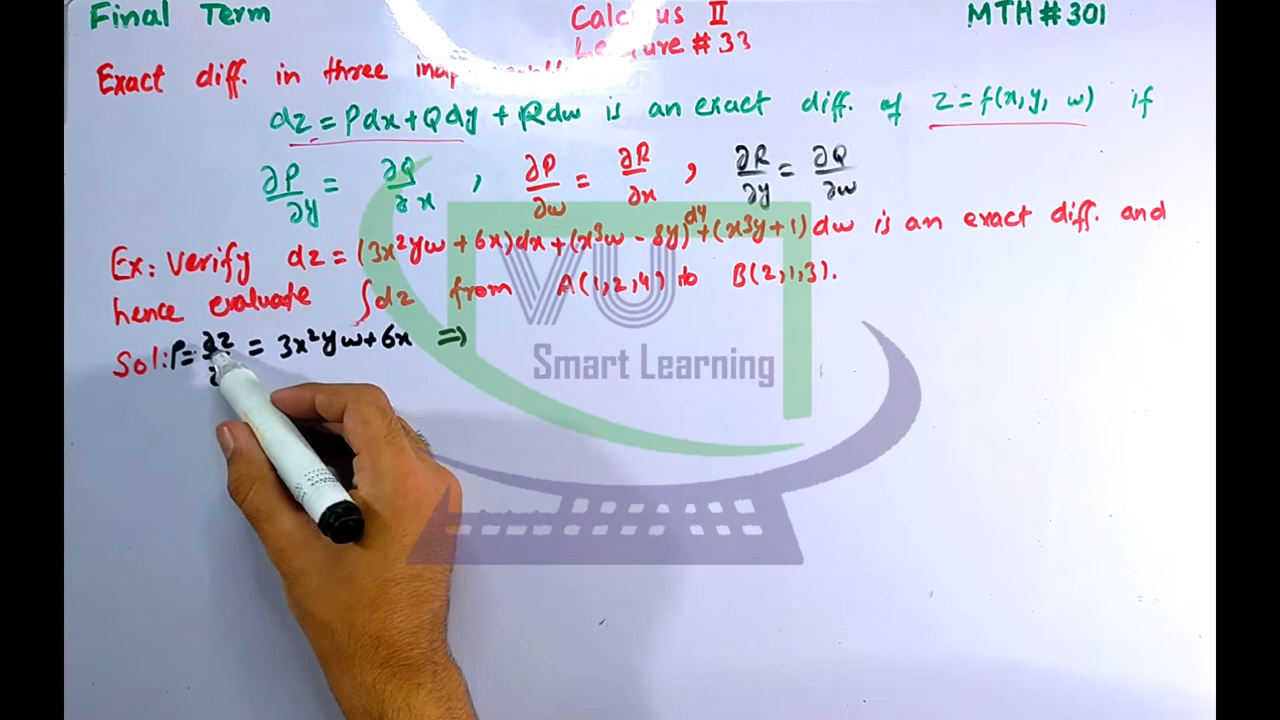 Final Term
Calculus II
MTH # 301
Lecture # 33
Exact diff. in three
dz = Pdx + Qdy + Rdw is an exact diff. of z = f(x, y, w) if
∂P/∂y = ∂Q/∂x , ∂P/∂w = ∂R/∂x , ∂R/∂y = ∂Q/∂w
Ex: Verify dz = (3x²yw + 6x)dx + (x³w - 8y)dy + (x³y + 1)dw is an exact diff. and
hence evaluate ∫dz from A(1,2,4) to B(2,1,3).
Sol: P = ∂z = 3x²yw + 6x ⇒
VU
Smart Learning